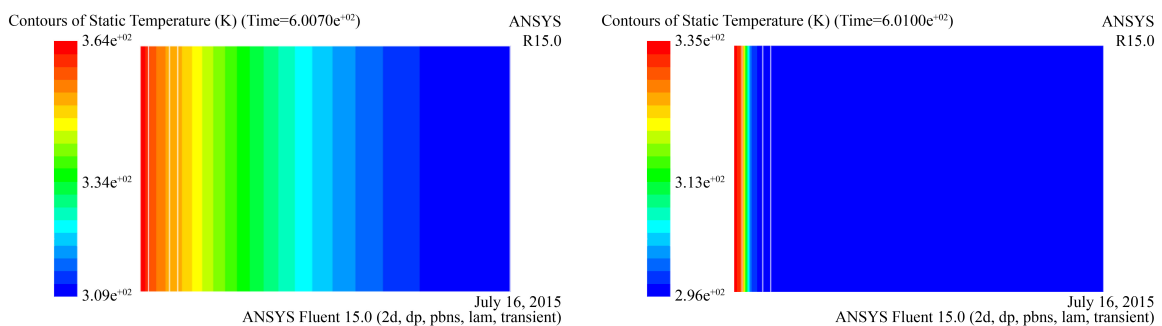 Contours of Static Temperature (K) (Time=6.0070e+02)
ANSYS
R15.0
3.64e+02
3.34e+02
3.09e+02
July 16, 2015
ANSYS Fluent 15.0 (2d, dp, pbns, lam, transient)
Contours of Static Temperature (K) (Time=6.0100e+02)
ANSYS
R15.0
3.35e+02
3.13e+02
2.96e+02
July 16, 2015
ANSYS Fluent 15.0 (2d, dp, pbns, lam, transient)